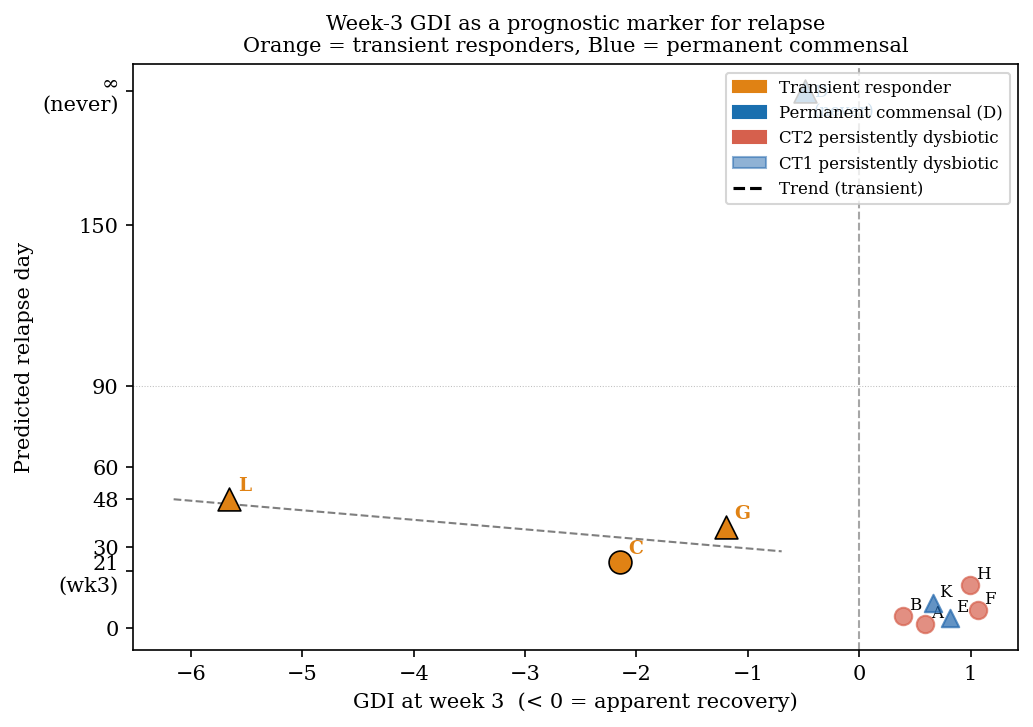 Week-3 GDI as a prognostic marker for relapse
Orange = transient responders, Blue = permanent commensal
Predicted relapse day
∞
(never)
150
90
60
48
30
21
(wk3)
0
Transient responder
Permanent commensal (D)
CT2 persistently dysbiotic
CT1 persistently dysbiotic
Trend (transient)
L
G
C
H
K
F
B
E
A
−6
−5
−4
−3
−2
−1
0
1
GDI at week 3  (< 0 = apparent recovery)